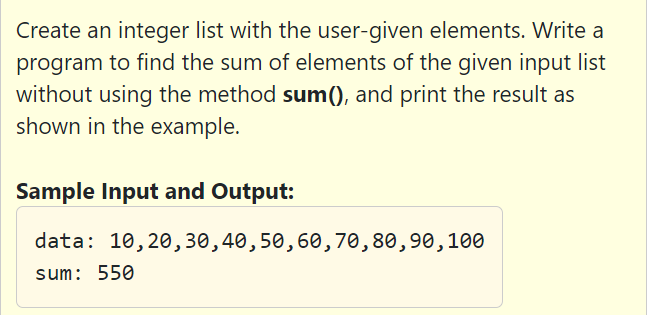 Create an integer list with the user-given elements. Write a
program to find the sum of elements of the given input list
without using the method sum(), and print the result as
shown in the example.
Sample Input and Output:
data: 10,20,30,40,50,60,70,80,90,100
sum: 550